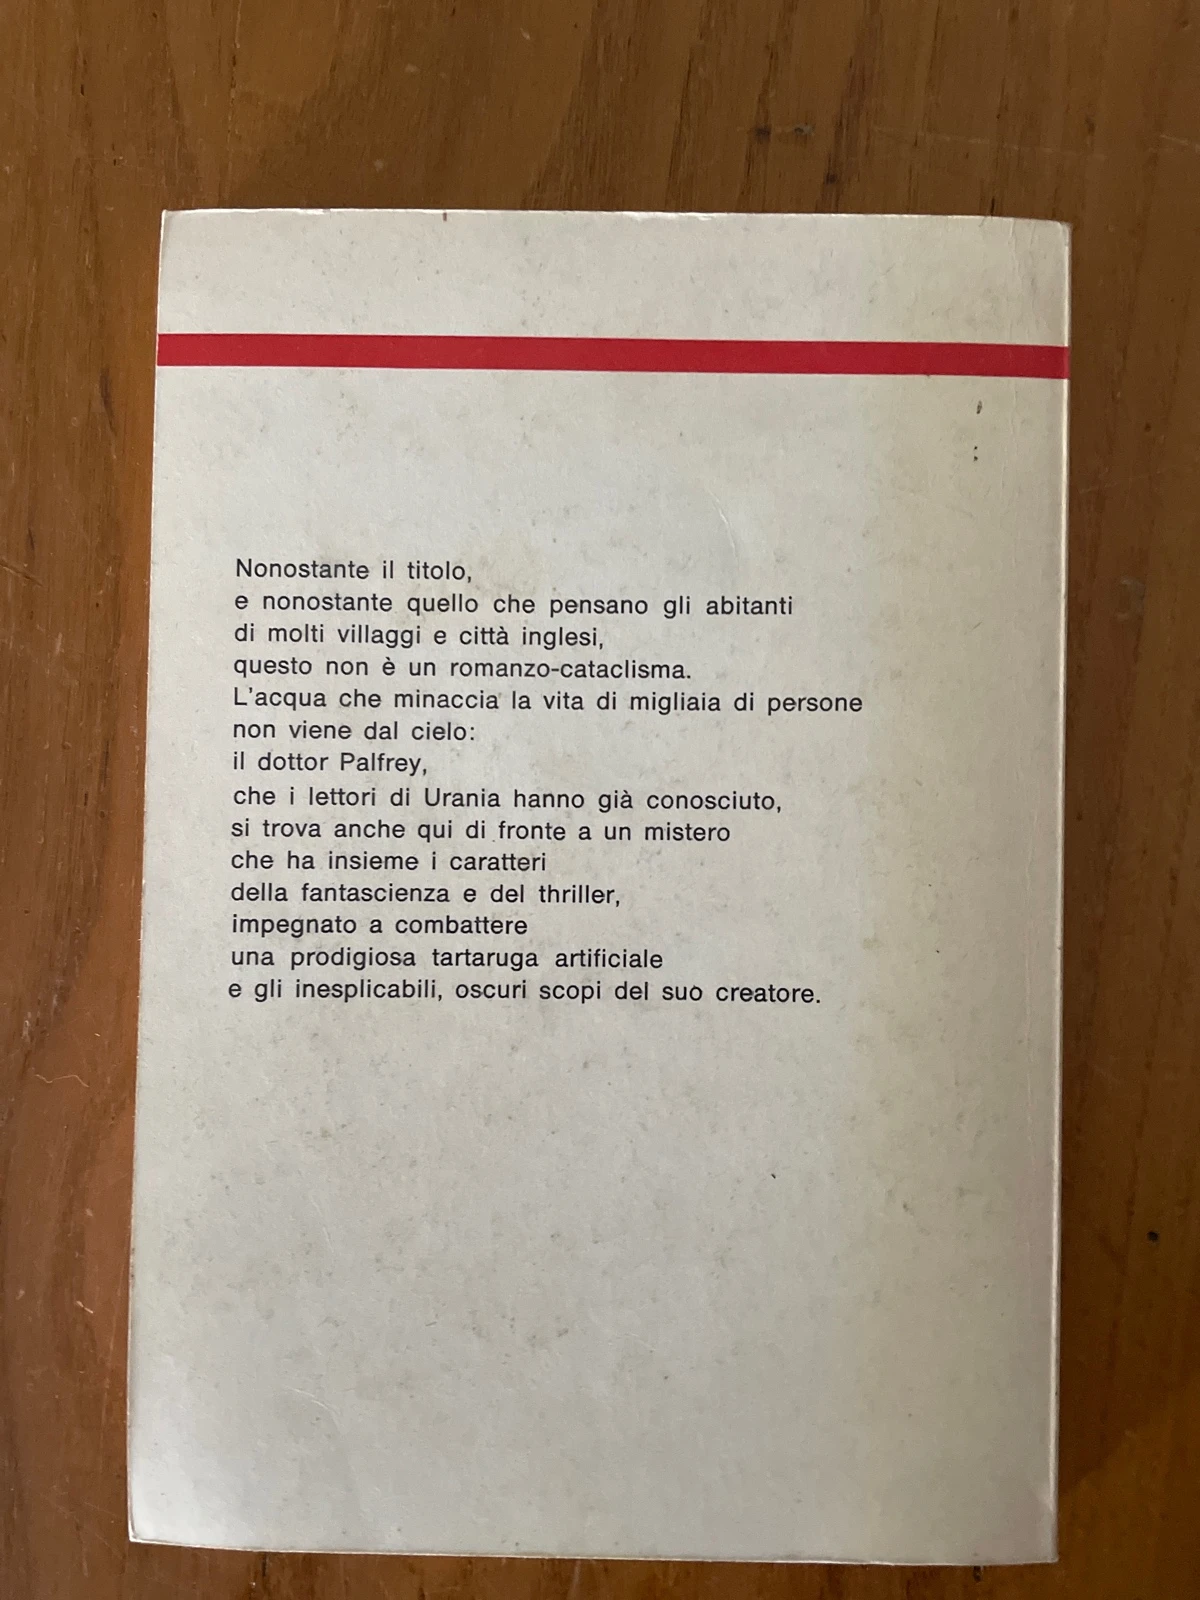 Nonostante il titolo,
e nonostante quello che pensano gli abitanti
di molti villaggi e città inglesi,
questo non è un romanzo-cataclisma.
L'acqua che minaccia la vita di migliaia di persone
non viene dal cielo:
il dottor Palfrey,
che i lettori di Urania hanno già conosciuto,
si trova anche qui di fronte a un mistero
che ha insieme i caratteri
della fantascienza e del thriller,
impegnato a combattere
una prodigiosa tartaruga artificiale
e gli inesplicabili, oscuri scopi del suo creatore.